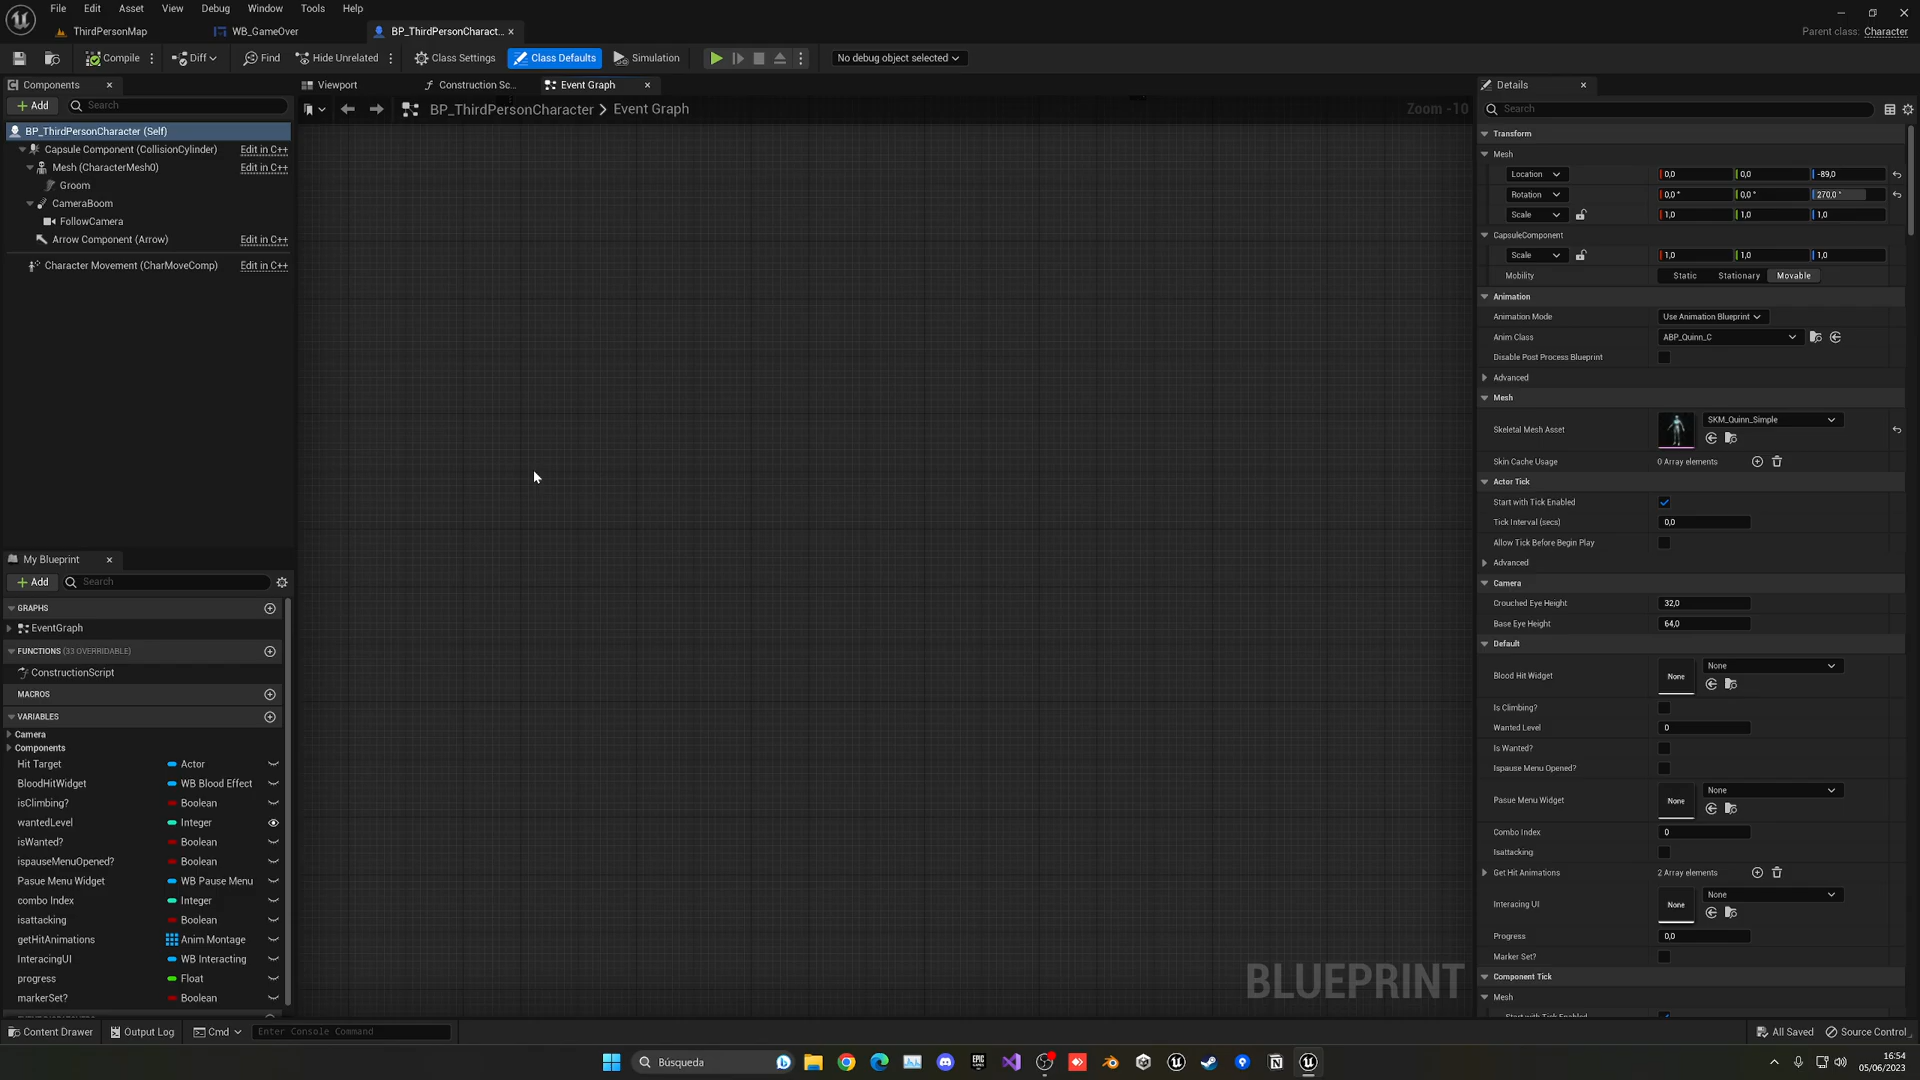 File Edit Asset View Debug Window Tools Help
ThirdPersonMap WB_GameOver BP_ThirdPersonCharact... Parent class: Character
Compile Diff Find Hide Unrelated Class Settings Class Defaults Simulation No debug object selected
Components Viewport Construction Sc... Event Graph Details
Add Search BP_ThirdPersonCharacter > Event Graph Zoom -10 Search
BP_ThirdPersonCharacter (Self)
Capsule Component (CollisionCylinder) Edit in C++
Mesh (CharacterMesh0) Edit in C++
Groom
CameraBoom
FollowCamera
Arrow Component (Arrow) Edit in C++
Character Movement (CharMoveComp) Edit in C++
My Blueprint
Add Search
GRAPHS
EventGraph
FUNCTIONS (33 OVERRIDABLE)
ConstructionScript
MACROS
VARIABLES
Camera
Components
Hit Target Actor
BloodHitWidget WB Blood Effect
isClimbing? Boolean
wantedLevel Integer
isWanted? Boolean
ispauseMenuOpened? Boolean
Pasue Menu Widget WB Pause Menu
combo Index Integer
isattacking Boolean
getHitAnimations Anim Montage
InteracingUI WB Interacting
progress Float
markerSet? Boolean
BLUEPRINT
Transform
Mesh
Location 0,0 0,0 -89,0
Rotation 0,0 ° 0,0 ° 270,0 °
Scale 1,0 1,0 1,0
CapsuleComponent
Scale 1,0 1,0 1,0
Mobility Static Stationary Movable
Animation
Animation Mode Use Animation Blueprint
Anim Class ABP_Quinn_C
Disable Post Process Blueprint
Advanced
Mesh
Skeletal Mesh Asset SKM_Quinn_Simple
Skin Cache Usage 0 Array elements
Actor Tick
Start with Tick Enabled
Tick Interval (secs) 0,0
Allow Tick Before Begin Play
Advanced
Camera
Crouched Eye Height 32,0
Base Eye Height 64,0
Default
Blood Hit Widget None None
Is Climbing?
Wanted Level 0
Is Wanted?
Ispause Menu Opened?
Pasue Menu Widget None None
Combo Index 0
Isattacking
Get Hit Animations 2 Array elements
Interacing UI None None
Progress 0,0
Marker Set?
Component Tick
Mesh
Start with Tick Enabled
Content Drawer Output Log Cmd Enter Console Command All Saved Source Control
Búsqueda EPIC GAMES 16:54
05/06/2023